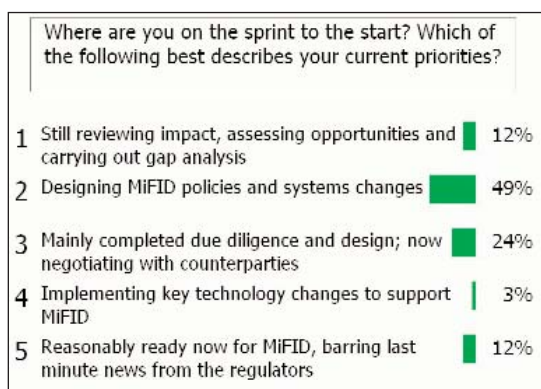 Where are you on the sprint to the start? Which of
the following best describes your current priorities?
1 Still reviewing impact, assessing opportunities and 12%
carrying out gap analysis
2 Designing MiFID policies and systems changes 49%
3 Mainly completed due diligence and design; now 24%
negotiating with counterparties
4 Implementing key technology changes to support 3%
MiFID
5 Reasonably ready now for MiFID, barring last 12%
minute news from the regulators